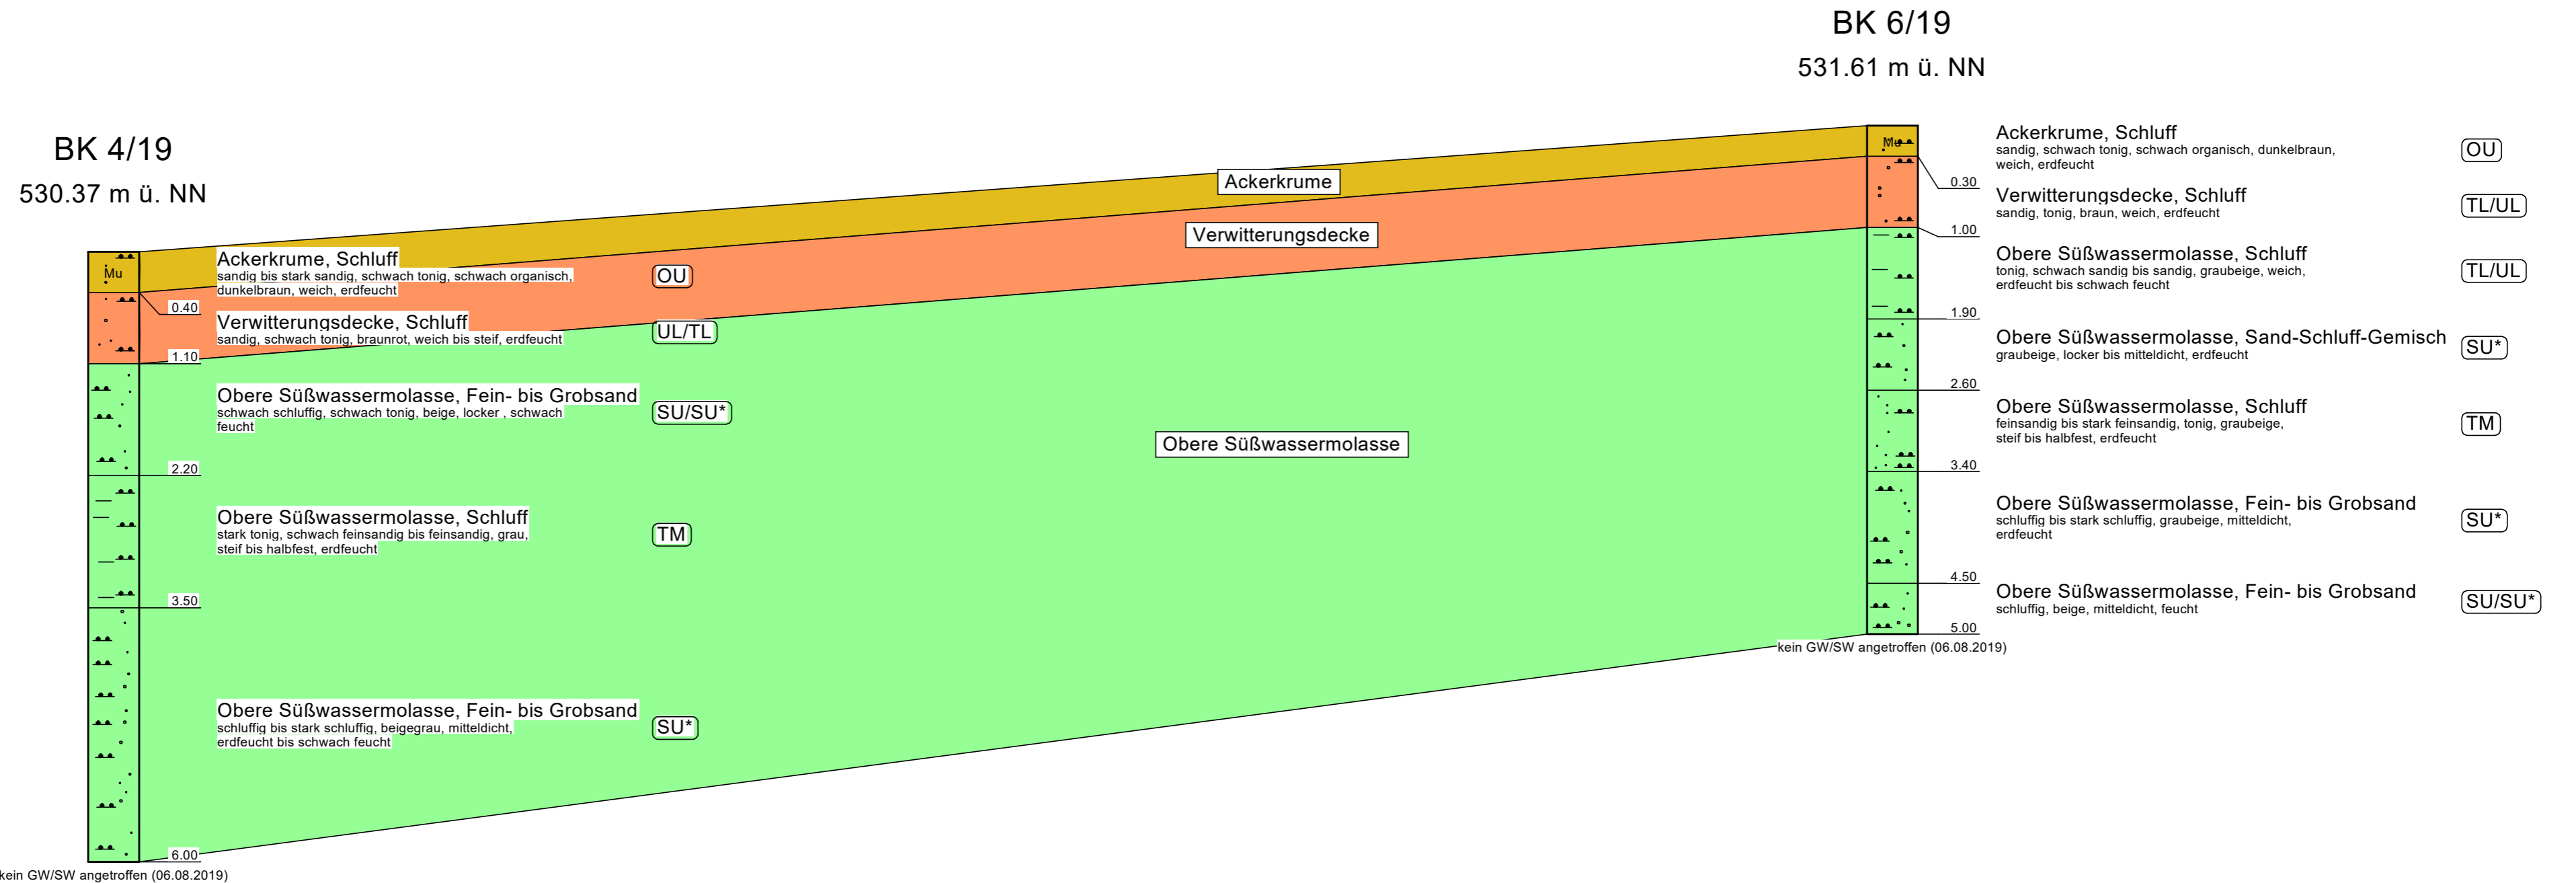 BK 6/19
531.61 m ü. NN
BK 4/19
530.37 m ü. NN
Mu
0.40
1.10
2.20
3.50
6.00
kein GW/SW angetroffen (06.08.2019)
Ackerkrume, Schluff
sandig bis stark sandig, schwach tonig, schwach organisch,
dunkelbraun, weich, erdfeucht
OU
Verwitterungsdecke, Schluff
sandig, schwach tonig, braunrot, weich bis steif, erdfeucht
UL/TL
Obere Süßwassermolasse, Fein- bis Grobsand
schwach schluffig, schwach tonig, beige, locker , schwach
feucht
SU/SU*
Obere Süßwassermolasse, Schluff
stark tonig, schwach feinsandig bis feinsandig, grau,
steif bis halbfest, erdfeucht
TM
Obere Süßwassermolasse, Fein- bis Grobsand
schluffig bis stark schluffig, beigegrau, mitteldicht,
erdfeucht bis schwach feucht
SU*
Ackerkrume
Verwitterungsdecke
Obere Süßwassermolasse
Mu
0.30
1.00
1.90
2.60
3.40
4.50
5.00
kein GW/SW angetroffen (06.08.2019)
Ackerkrume, Schluff
sandig, schwach tonig, schwach organisch, dunkelbraun,
weich, erdfeucht
OU
Verwitterungsdecke, Schluff
sandig, tonig, braun, weich, erdfeucht
TL/UL
Obere Süßwassermolasse, Schluff
tonig, schwach sandig bis sandig, graubeige, weich,
erdfeucht bis schwach feucht
TL/UL
Obere Süßwassermolasse, Sand-Schluff-Gemisch
graubeige, locker bis mitteldicht, erdfeucht
SU*
Obere Süßwassermolasse, Schluff
feinsandig bis stark feinsandig, tonig, graubeige,
steif bis halbfest, erdfeucht
TM
Obere Süßwassermolasse, Fein- bis Grobsand
schluffig bis stark schluffig, graubeige, mitteldicht,
erdfeucht
SU*
Obere Süßwassermolasse, Fein- bis Grobsand
schluffig, beige, mitteldicht, feucht
SU/SU*